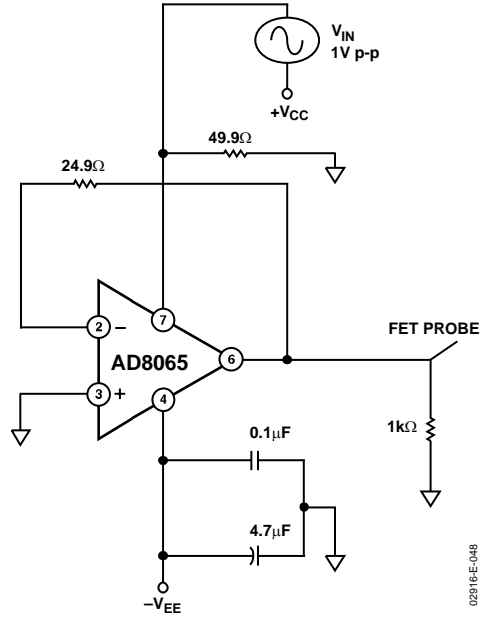 V_IN
1V p-p
+V_CC
49.9Ω
24.9Ω
2
–
7
FET PROBE
AD8065
6
3
+
4
1kΩ
0.1μF
4.7μF
–V_EE
02916-E-048